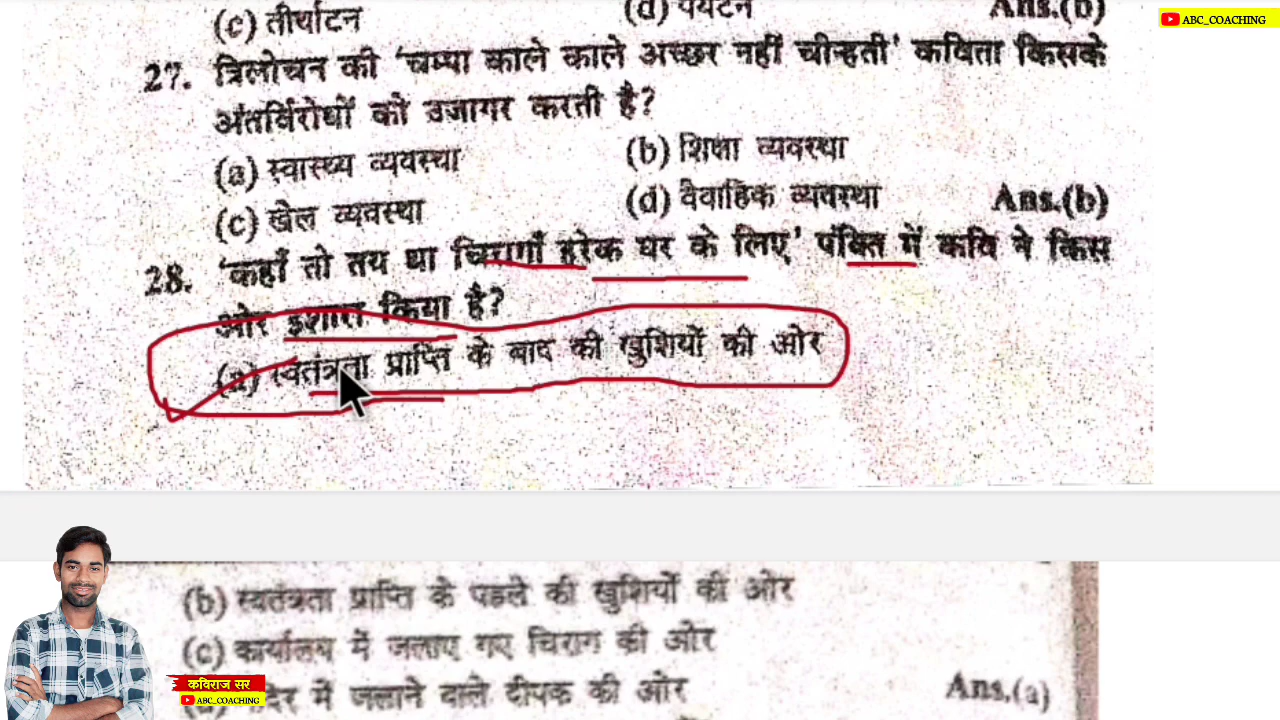 (c) तीर्थाटन
(d) पर्यटन
Ans.(b)
ABC_COACHING
27. त्रिलोचन की 'चम्पा काले काले अच्छर नहीं चीन्हती' कविता किसके
अंतर्विरोधों को उजागर करती है?
(a) स्वास्थ्य व्यवस्था
(b) शिक्षा व्यवस्था
(c) खेल व्यवस्था
(d) वैवाहिक व्यवस्था
Ans.(b)
28. 'कहाँ तो तय था चिरागाँ हरेक घर के लिए' पंक्ति में कवि ने किस
ओर इशारा किया है?
(a) स्वतंत्रता प्राप्ति के बाद की खुशियों की ओर
(b) स्वतंत्रता प्राप्ति के पहले की खुशियों की ओर
(c) कार्यालय में जलाए गए चिराग की ओर
में जलाने वाले दीपक की ओर
Ans.(a)
कविराज सर
ABC_COACHING